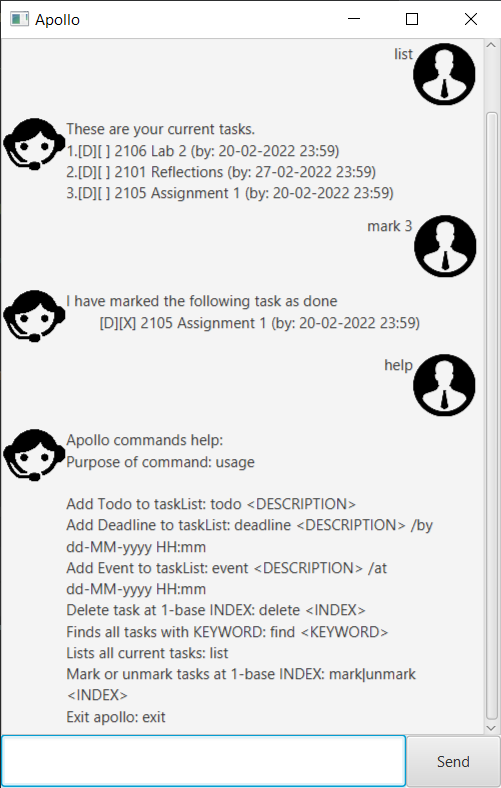 Apollo
list
These are your current tasks.
1.[D][ ] 2106 Lab 2 (by: 20-02-2022 23:59)
2.[D][ ] 2101 Reflections (by: 27-02-2022 23:59)
3.[D][ ] 2105 Assignment 1 (by: 20-02-2022 23:59)
mark 3
I have marked the following task as done
[D][X] 2105 Assignment 1 (by: 20-02-2022 23:59)
help
Apollo commands help:
Purpose of command: usage
Add Todo to taskList: todo <DESCRIPTION>
Add Deadline to taskList: deadline <DESCRIPTION> /by
dd-MM-yyyy HH:mm
Add Event to taskList: event <DESCRIPTION> /at
dd-MM-yyyy HH:mm
Delete task at 1-base INDEX: delete <INDEX>
Finds all tasks with KEYWORD: find <KEYWORD>
Lists all current tasks: list
Mark or unmark tasks at 1-base INDEX: mark|unmark
<INDEX>
Exit apollo: exit
Send